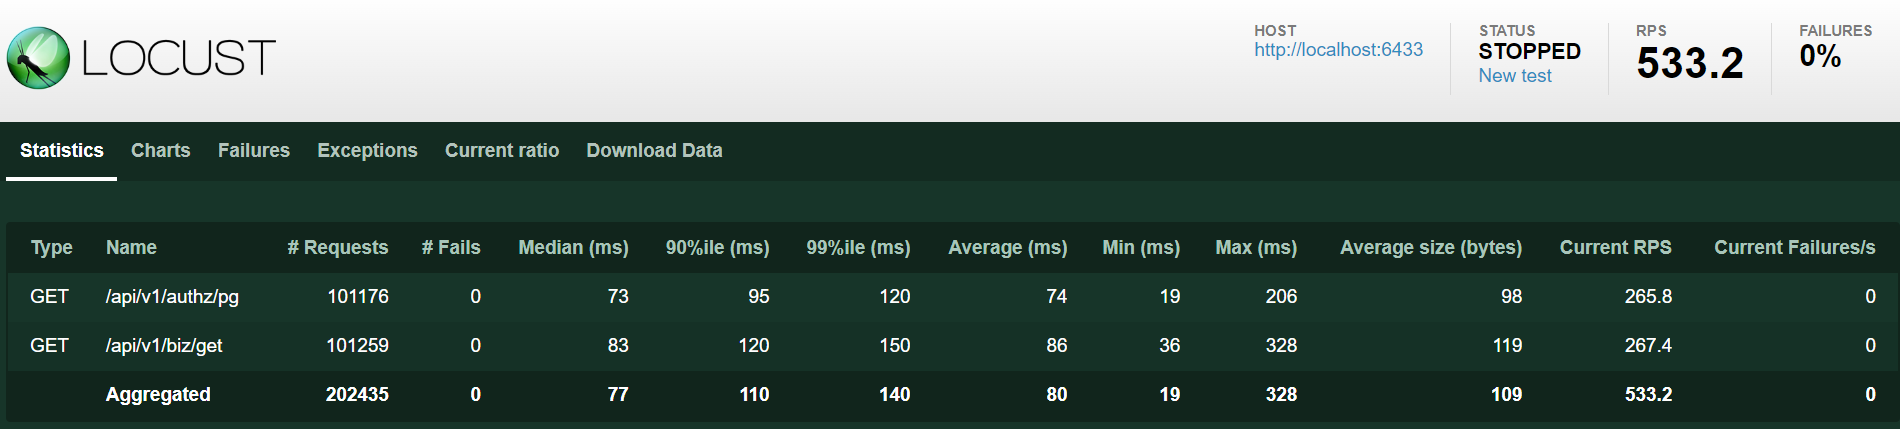 LOCUST
HOST
http://localhost:6433
STATUS
STOPPED
New test
RPS
533.2
FAILURES
0%
Statistics Charts Failures Exceptions Current ratio Download Data
Type Name # Requests # Fails Median (ms) 90%ile (ms) 99%ile (ms) Average (ms) Min (ms) Max (ms) Average size (bytes) Current RPS Current Failures/s
GET /api/v1/authz/pg 101176 0 73 95 120 74 19 206 98 265.8 0
GET /api/v1/biz/get 101259 0 83 120 150 86 36 328 119 267.4 0
Aggregated 202435 0 77 110 140 80 19 328 109 533.2 0